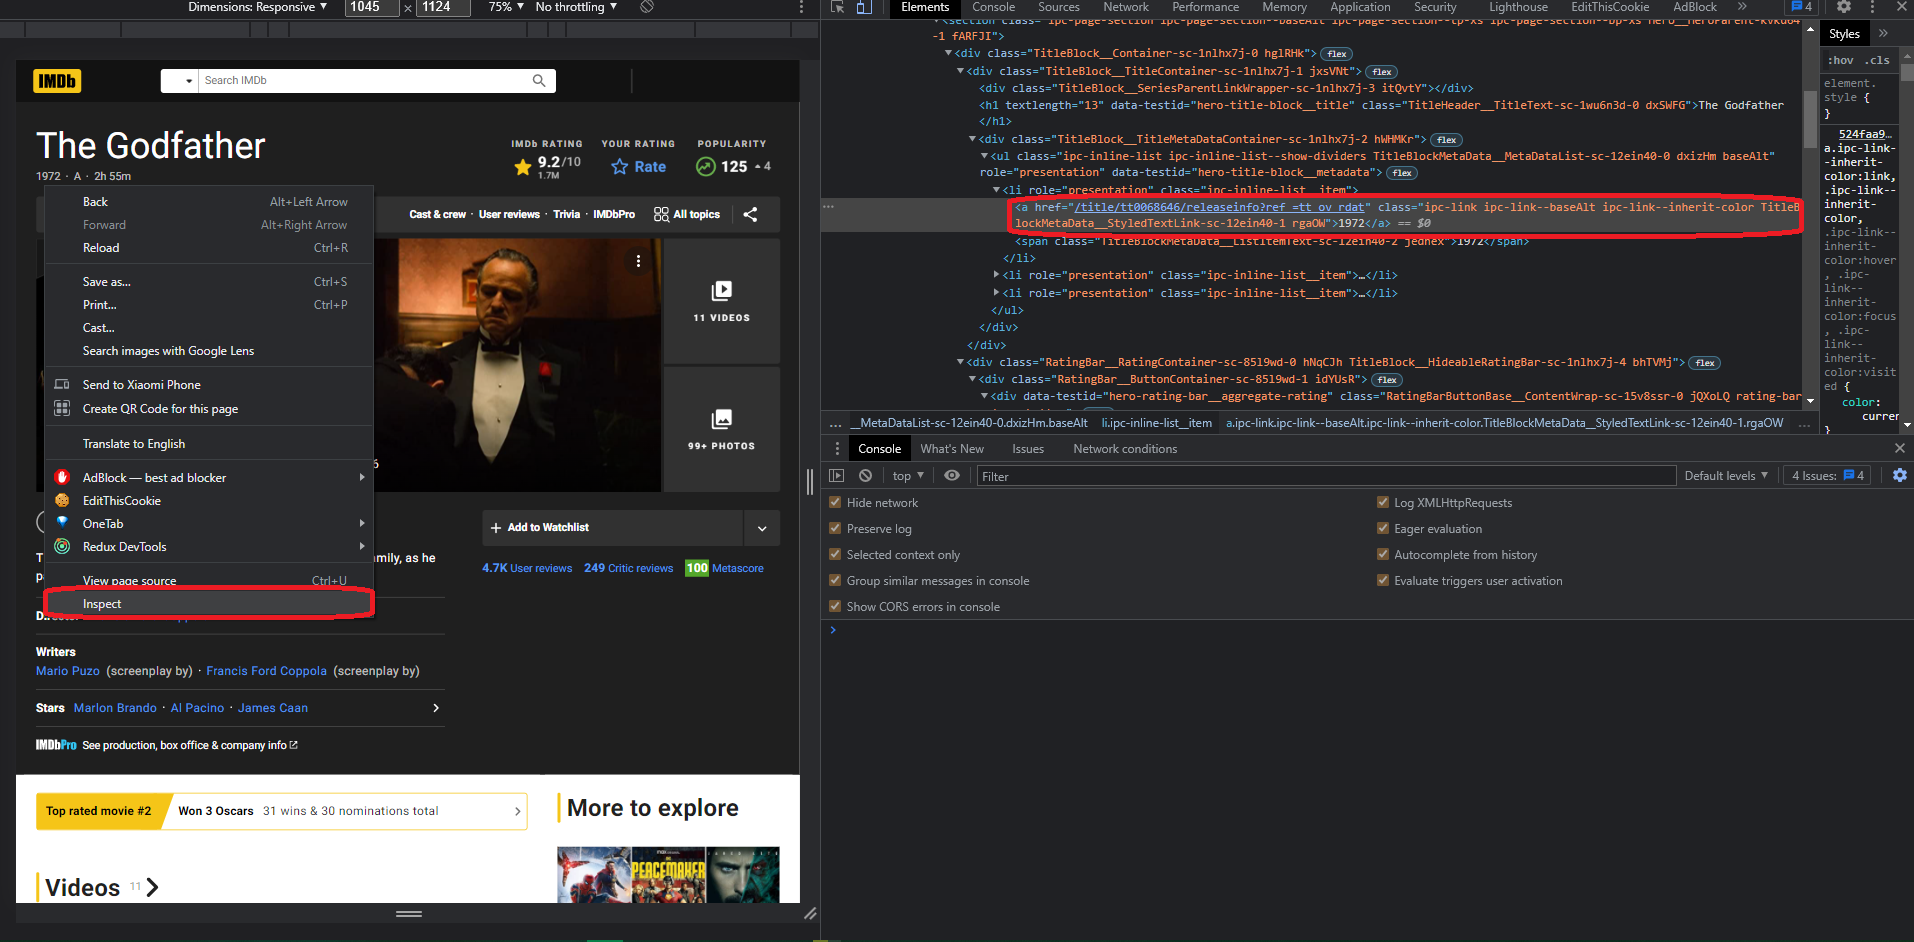 Dimensions: Responsive ▼ 1045 × 1124 75% ▼ No throttling ▼
IMDb
Search IMDb
The Godfather
1972 · A · 2h 55m
IMDb RATING YOUR RATING POPULARITY
9.2/10 Rate 125 4
1.7M
Cast & crew · User reviews · Trivia · IMDbPro All topics
Back Alt+Left Arrow
Forward Alt+Right Arrow
Reload Ctrl+R
Save as... Ctrl+S
Print... Ctrl+P
Cast...
Search images with Google Lens
Send to Xiaomi Phone
Create QR Code for this page
Translate to English
AdBlock — best ad blocker
EditThisCookie
OneTab
Redux DevTools
View page source Ctrl+U
Inspect
11 VIDEOS
99+ PHOTOS
+ Add to Watchlist
amily, as he
4.7K User reviews 249 Critic reviews 100 Metascore
Writers
Mario Puzo (screenplay by) · Francis Ford Coppola (screenplay by)
Stars Marlon Brando · Al Pacino · James Caan
IMDbPro See production, box office & company info
Top rated movie #2 Won 3 Oscars 31 wins & 30 nominations total
More to explore
Videos 11
PEACEMAKER
Elements Console Sources Network Performance Memory Application Security Lighthouse EditThisCookie AdBlock » 4
-1 fARFJI">
<div class="TitleBlock__Container-sc-1nlhx7j-0 hglRHk"> flex
<div class="TitleBlock__TitleContainer-sc-1nlhx7j-1 jxsVNt"> flex
<div class="TitleBlock__SeriesParentLinkWrapper-sc-1nlhx7j-3 itQvtY"></div>
<h1 textlength="13" data-testid="hero-title-block__title" class="TitleHeader__TitleText-sc-1wu6n3d-0 dxSWFG">The Godfather
</h1>
<div class="TitleBlock__TitleMetaDataContainer-sc-1nlhx7j-2 hWHMKr"> flex
<ul class="ipc-inline-list ipc-inline-list--show-dividers TitleBlockMetaData__MetaDataList-sc-12ein40-0 dxizHm baseAlt"
role="presentation" data-testid="hero-title-block__metadata"> flex
<li role="presentation" class="ipc-inline-list__item">
<a href="/title/tt0068646/releaseinfo?ref_=tt_ov_rdat" class="ipc-link ipc-link--baseAlt ipc-link--inherit-color TitleB
lockMetaData__StyledTextLink-sc-12ein40-1 rgaOW">1972</a> == $0
<span class="TitleBlockMetaData__ListItemText-sc-12ein40-2 jedhex">1972</span>
</li>
<li role="presentation" class="ipc-inline-list__item">…</li>
<li role="presentation" class="ipc-inline-list__item">…</li>
</ul>
</div>
</div>
<div class="RatingBar__RatingContainer-sc-85l9wd-0 hNqCJh TitleBlock__HideableRatingBar-sc-1nlhx7j-4 bhTVMj"> flex
<div class="RatingBar__ButtonContainer-sc-85l9wd-1 idYUsR"> flex
<div data-testid="hero-rating-bar__aggregate-rating" class="RatingBarButtonBase__ContentWrap-sc-15v8ssr-0 jQXoLQ rating-bar
... __MetaDataList-sc-12ein40-0.dxizHm.baseAlt li.ipc-inline-list__item a.ipc-link.ipc-link--baseAlt.ipc-link--inherit-color.TitleBlockMetaData__StyledTextLink-sc-12ein40-1.rgaOW ...
Styles »
:hov .cls
element.
style {
}
524faa9…
a.ipc-link--
inherit-
color:link,
.ipc-link--
inherit-
color,
.ipc-link--
inherit-
color:hover
, .ipc-
link--
inherit-
color:focus
, .ipc-
link--
inherit-
color:visit
ed {
color:
curren
}
Console What's New Issues Network conditions
top ▼ Filter Default levels ▼ 4 Issues: 4
Hide network Log XMLHttpRequests
Preserve log Eager evaluation
Selected context only Autocomplete from history
Group similar messages in console Evaluate triggers user activation
Show CORS errors in console